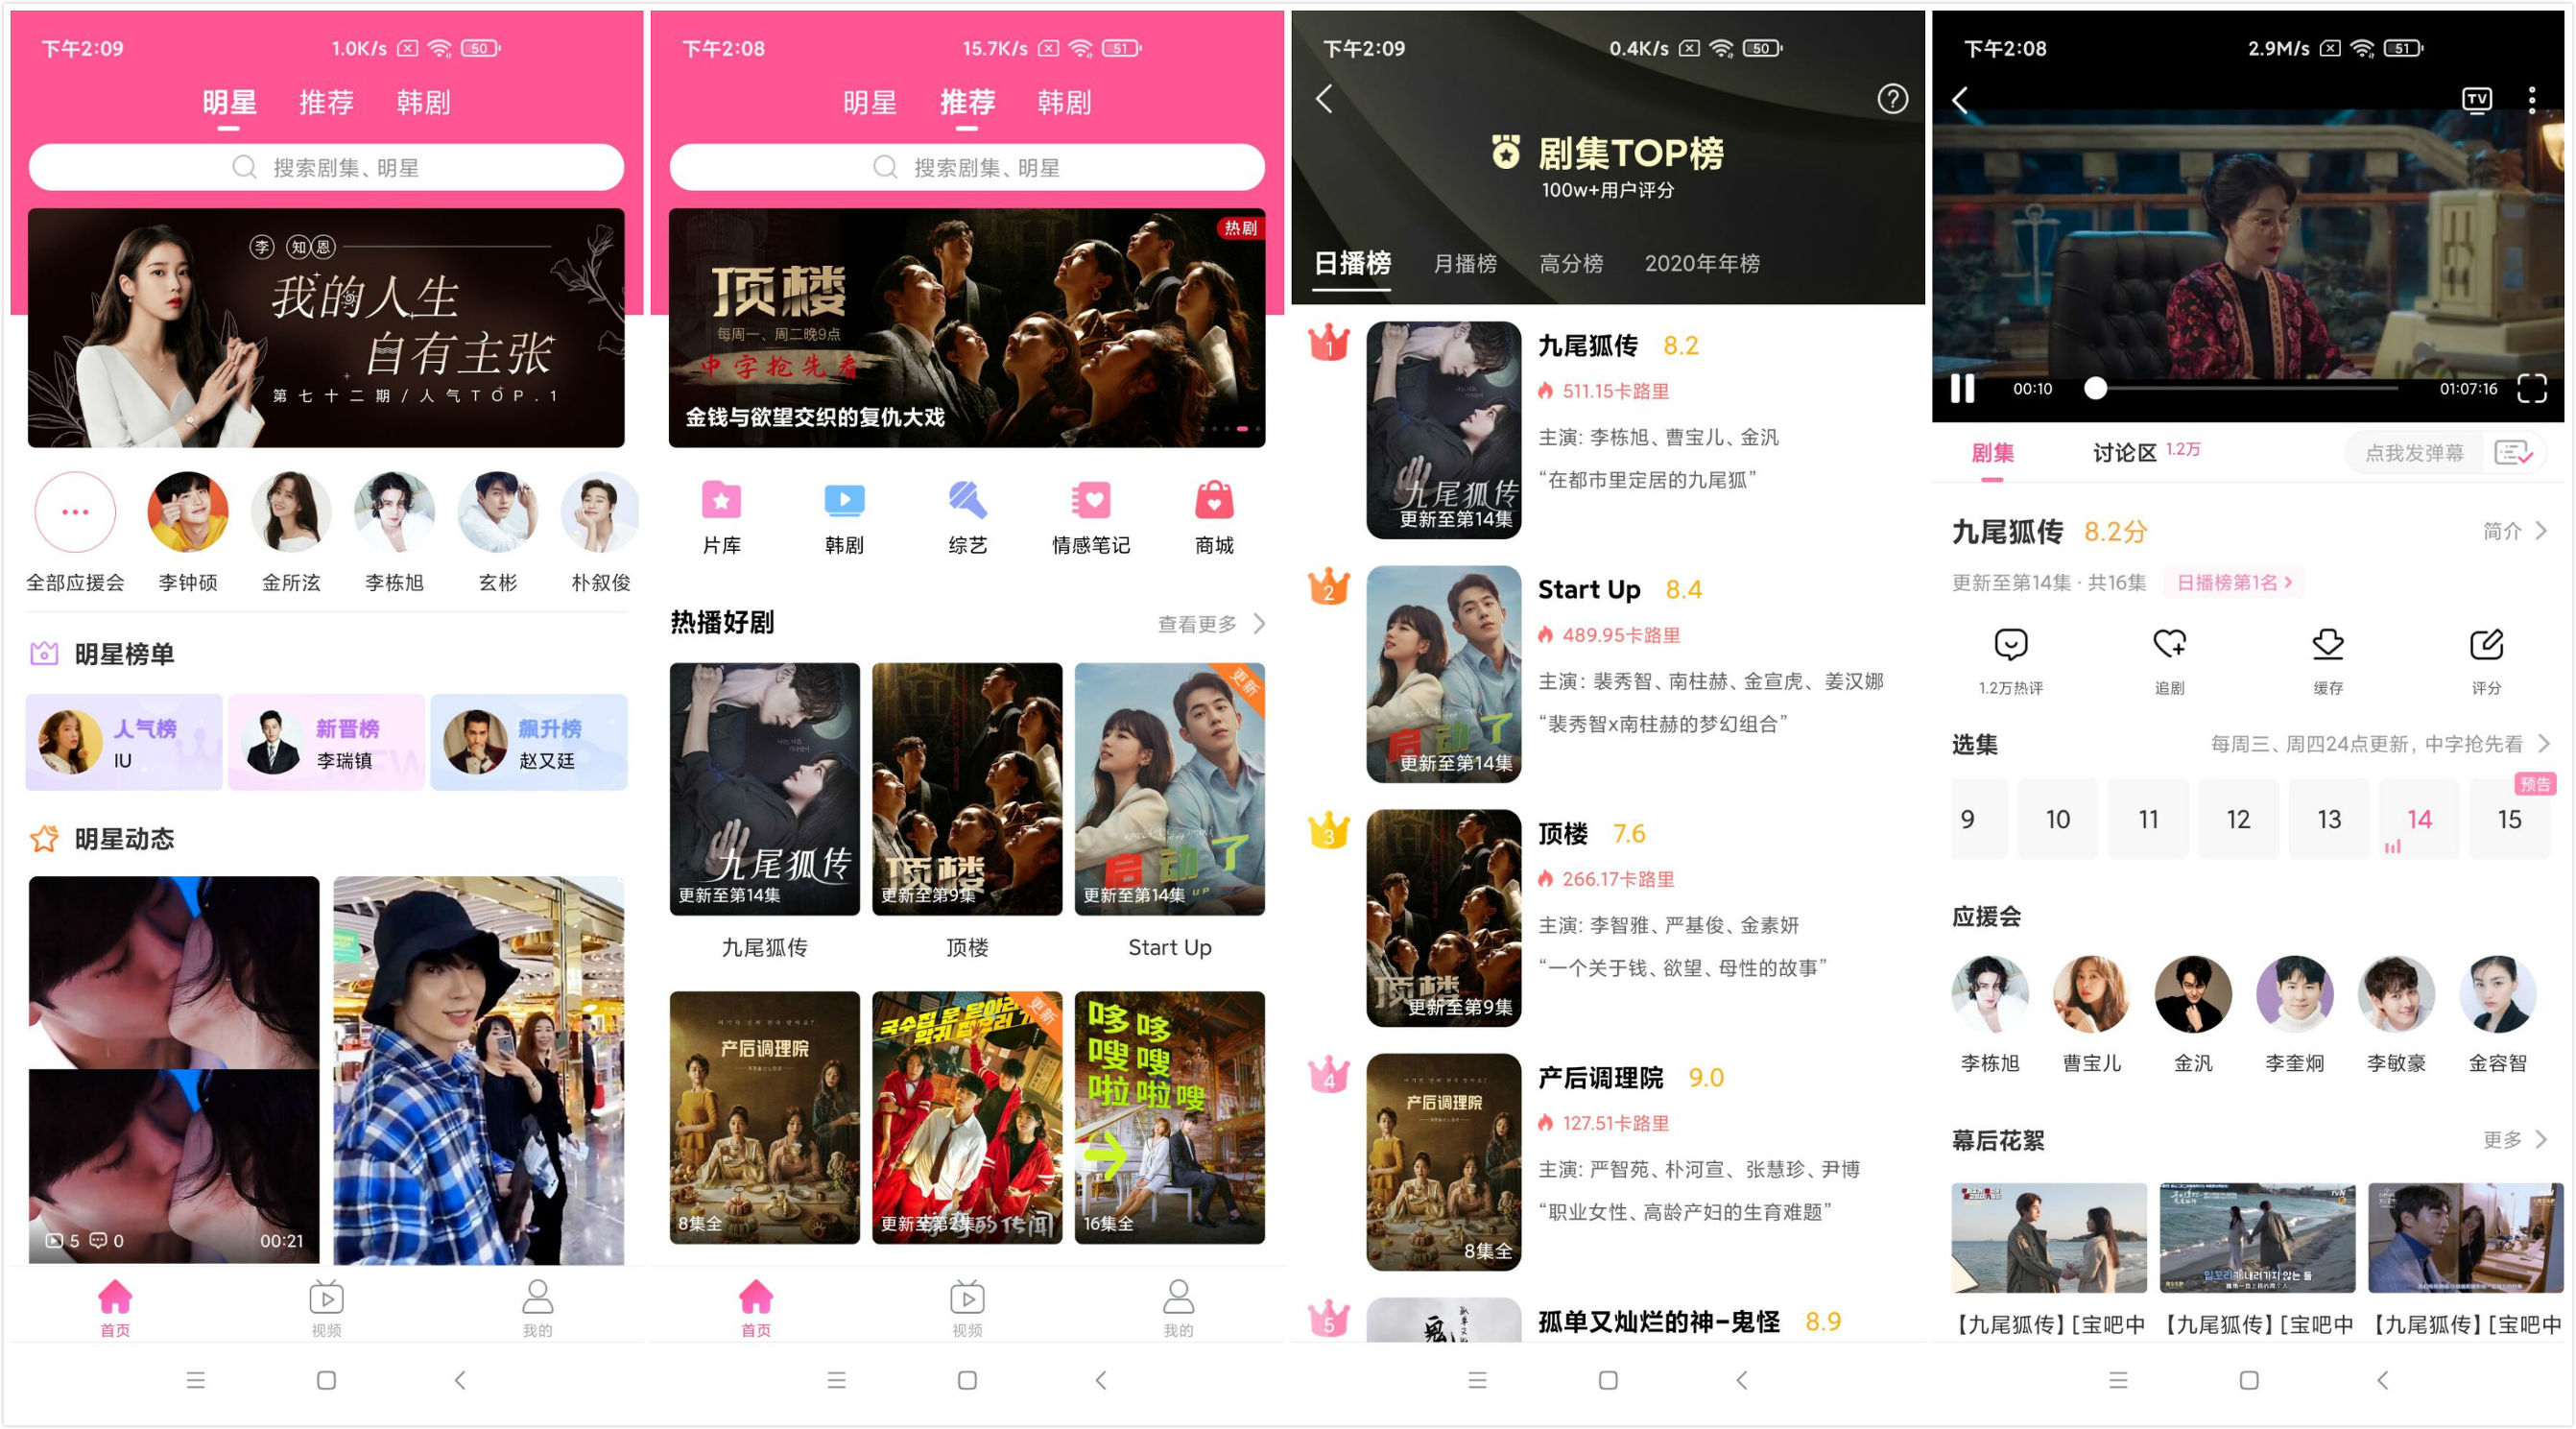 下午2:09
1.0K/s
50
明星 推荐 韩剧
搜索剧集、明星
李 知恩
我的人生
自有主张
第七十二期/人气TOP.1
全部应援会 李钟硕 金所泫 李栋旭 玄彬 朴叙俊
明星榜单
人气榜
IU
新晋榜
李瑞镇
飙升榜
赵又廷
明星动态
5 0 00:21
首页 视频 我的
下午2:08
15.7K/s
51
明星 推荐 韩剧
搜索剧集、明星
热剧
顶楼
每周一、周二晚9点
中字抢先看
金钱与欲望交织的复仇大戏
片库 韩剧 综艺 情感笔记 商城
热播好剧 查看更多
九尾狐传
更新至第14集
顶楼
更新至第9集
更新
启动了
UP
更新至第14集
九尾狐传 顶楼 Start Up
产后调理院
8集全
更新
更新至第2集
的传闻
哆哆
嗖嗖
啦啦嗖
16集全
首页 视频 我的
下午2:09
0.4K/s
50
剧集TOP榜
100w+用户评分
日播榜 月播榜 高分榜 2020年年榜
1
九尾狐传
更新至第14集
九尾狐传 8.2
511.15卡路里
主演: 李栋旭、曹宝儿、金汎
“在都市里定居的九尾狐”
2
启动了
更新至第14集
Start Up 8.4
489.95卡路里
主演: 裴秀智、南柱赫、金宣虎、姜汉娜
“裴秀智x南柱赫的梦幻组合”
3
顶楼
更新至第9集
顶楼 7.6
266.17卡路里
主演: 李智雅、严基俊、金素妍
“一个关于钱、欲望、母性的故事”
4
产后调理院
8集全
产后调理院 9.0
127.51卡路里
主演: 严智苑、朴河宣、张慧珍、尹博
“职业女性、高龄产妇的生育难题”
5
孤单又灿烂的神-鬼怪 8.9
下午2:08
2.9M/s
51
TV
00:10 01:07:16
剧集 讨论区 1.2万 点我发弹幕
九尾狐传 8.2分 简介
更新至第14集 · 共16集 日播榜第1名
1.2万热评 追剧 缓存 评分
选集 每周三、周四24点更新, 中字抢先看
预告
9 10 11 12 13 14 15
应援会
李栋旭 曹宝儿 金汎 李奎炯 李敏豪 金容智
幕后花絮 更多
tvN
【九尾狐传】[宝吧中 【九尾狐传】[宝吧中 【九尾狐传】[宝吧中